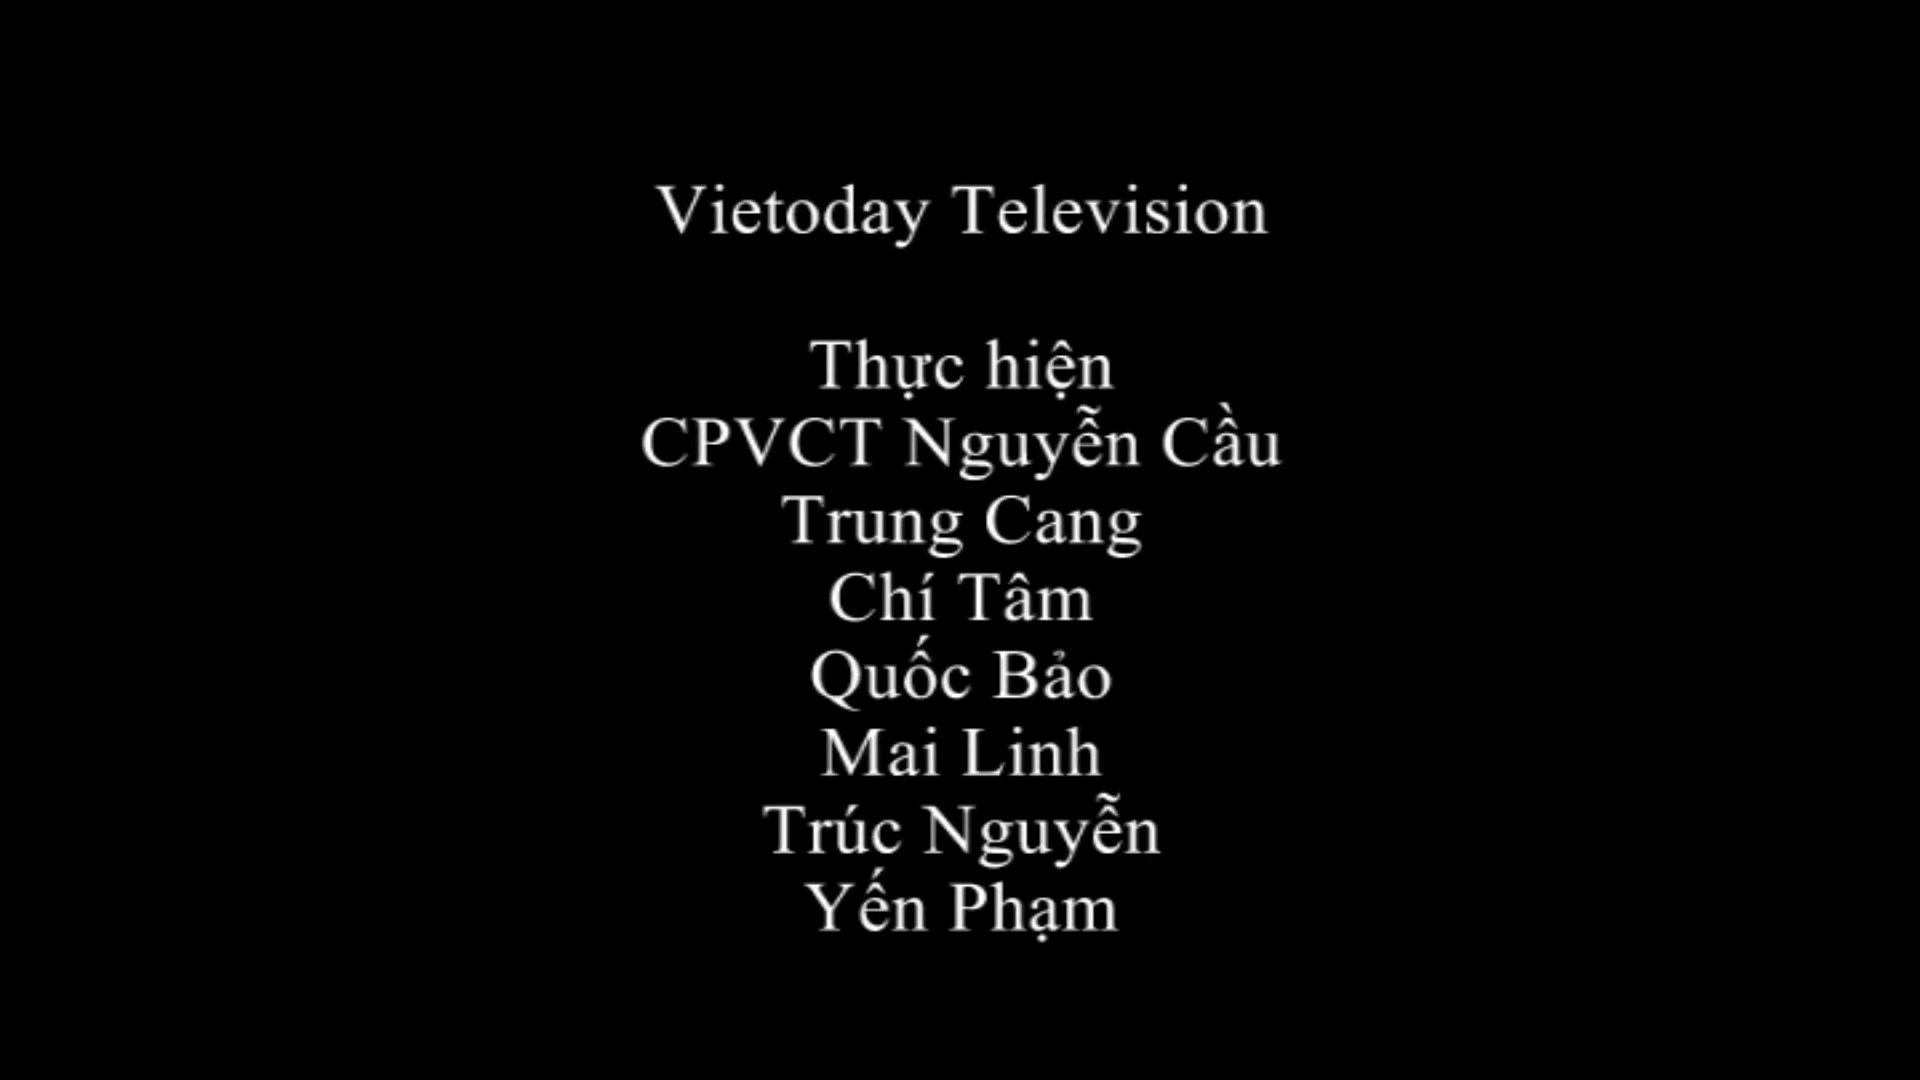 Vietoday Television
Thực hiện
CPVCT Nguyễn Cầu
Trung Cang
Chí Tâm
Quốc Bảo
Mai Linh
Trúc Nguyễn
Yến Phạm